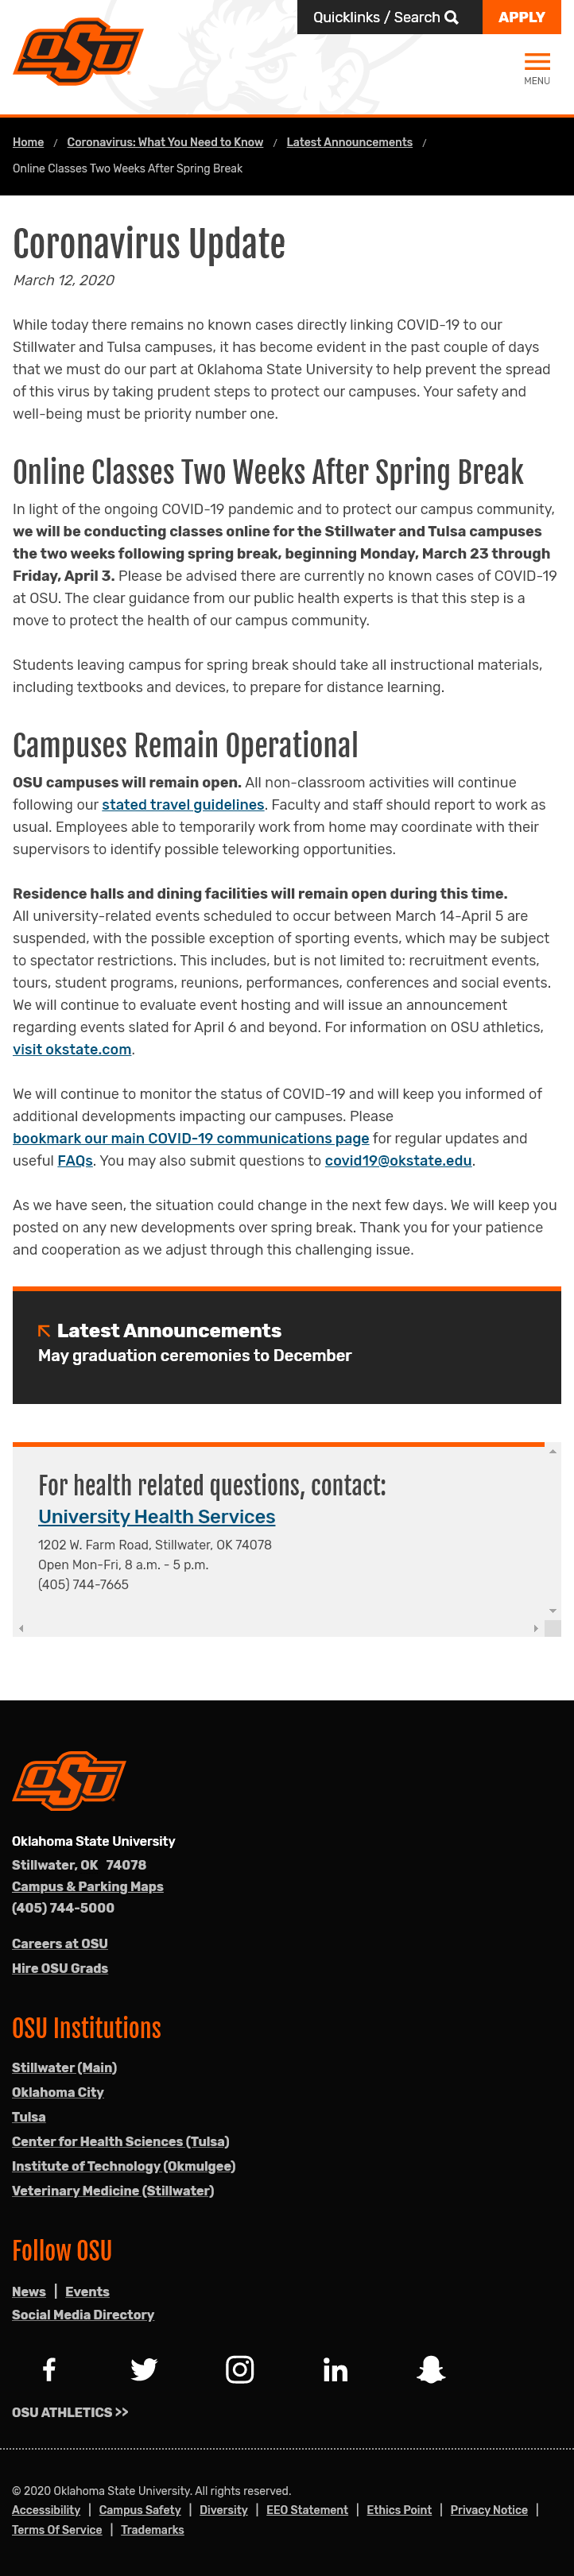 Quicklinks / Search
APPLY
OSU
MENU
Home / Coronavirus: What You Need to Know / Latest Announcements /
Online Classes Two Weeks After Spring Break
Coronavirus Update
March 12, 2020
While today there remains no known cases directly linking COVID-19 to our
Stillwater and Tulsa campuses, it has become evident in the past couple of days
that we must do our part at Oklahoma State University to help prevent the spread
of this virus by taking prudent steps to protect our campuses. Your safety and
well-being must be priority number one.
Online Classes Two Weeks After Spring Break
In light of the ongoing COVID-19 pandemic and to protect our campus community,
we will be conducting classes online for the Stillwater and Tulsa campuses
the two weeks following spring break, beginning Monday, March 23 through
Friday, April 3. Please be advised there are currently no known cases of COVID-19
at OSU. The clear guidance from our public health experts is that this step is a
move to protect the health of our campus community.
Students leaving campus for spring break should take all instructional materials,
including textbooks and devices, to prepare for distance learning.
Campuses Remain Operational
OSU campuses will remain open. All non-classroom activities will continue
following our stated travel guidelines. Faculty and staff should report to work as
usual. Employees able to temporarily work from home may coordinate with their
supervisors to identify possible teleworking opportunities.
Residence halls and dining facilities will remain open during this time.
All university-related events scheduled to occur between March 14-April 5 are
suspended, with the possible exception of sporting events, which may be subject
to spectator restrictions. This includes, but is not limited to: recruitment events,
tours, student programs, reunions, performances, conferences and social events.
We will continue to evaluate event hosting and will issue an announcement
regarding events slated for April 6 and beyond. For information on OSU athletics,
visit okstate.com.
We will continue to monitor the status of COVID-19 and will keep you informed of
additional developments impacting our campuses. Please
bookmark our main COVID-19 communications page for regular updates and
useful FAQs. You may also submit questions to covid19@okstate.edu.
As we have seen, the situation could change in the next few days. We will keep you
posted on any new developments over spring break. Thank you for your patience
and cooperation as we adjust through this challenging issue.
Latest Announcements
May graduation ceremonies to December
For health related questions, contact:
University Health Services
1202 W. Farm Road, Stillwater, OK 74078
Open Mon-Fri, 8 a.m. - 5 p.m.
(405) 744-7665
OSU
Oklahoma State University
Stillwater, OK 74078
Campus & Parking Maps
(405) 744-5000
Careers at OSU
Hire OSU Grads
OSU Institutions
Stillwater (Main)
Oklahoma City
Tulsa
Center for Health Sciences (Tulsa)
Institute of Technology (Okmulgee)
Veterinary Medicine (Stillwater)
Follow OSU
News | Events
Social Media Directory
OSU ATHLETICS >>
© 2020 Oklahoma State University. All rights reserved.
Accessibility | Campus Safety | Diversity | EEO Statement | Ethics Point | Privacy Notice |
Terms Of Service | Trademarks